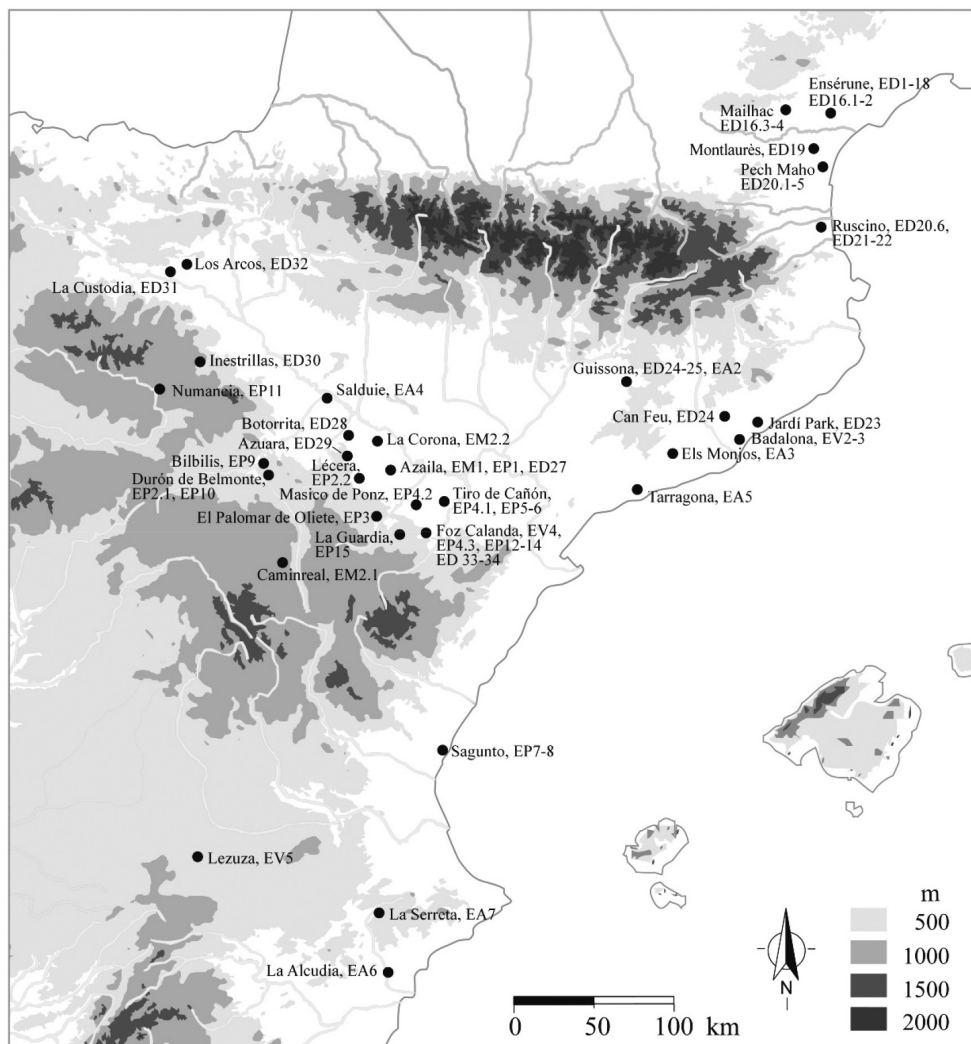 Ensérune, ED1-18
ED16.1-2
Mailhac
ED16.3-4
Montlaurès, ED19
Pech Maho
ED20.1-5
Ruscino, ED20.6,
ED21-22
Los Arcos, ED32
La Custodia, ED31
Inestrillas, ED30
Numancia, EP11
Salduie, EA4
Guissona, ED24-25, EA2
Can Feu, ED24
Jardí Park, ED23
Badalona, EV2-3
Els Monjos, EA3
Tarragona, EA5
Botorrita, ED28
La Corona, EM2.2
Azuara, ED29
Bilbilis, EP9
Lécera,
EP2.2
Azaila, EM1, EP1, ED27
Durón de Belmonte,
EP2.1, EP10
Masico de Ponz, EP4.2
Tiro de Cañón,
EP4.1, EP5-6
El Palomar de Oliete, EP3
La Guardia,
EP15
Foz Calanda, EV4,
EP4.3, EP12-14
ED 33-34
Caminreal, EM2.1
Sagunto, EP7-8
Lezuza, EV5
La Serreta, EA7
La Alcudia, EA6
m
500
1000
1500
2000
N
0 50 100 km